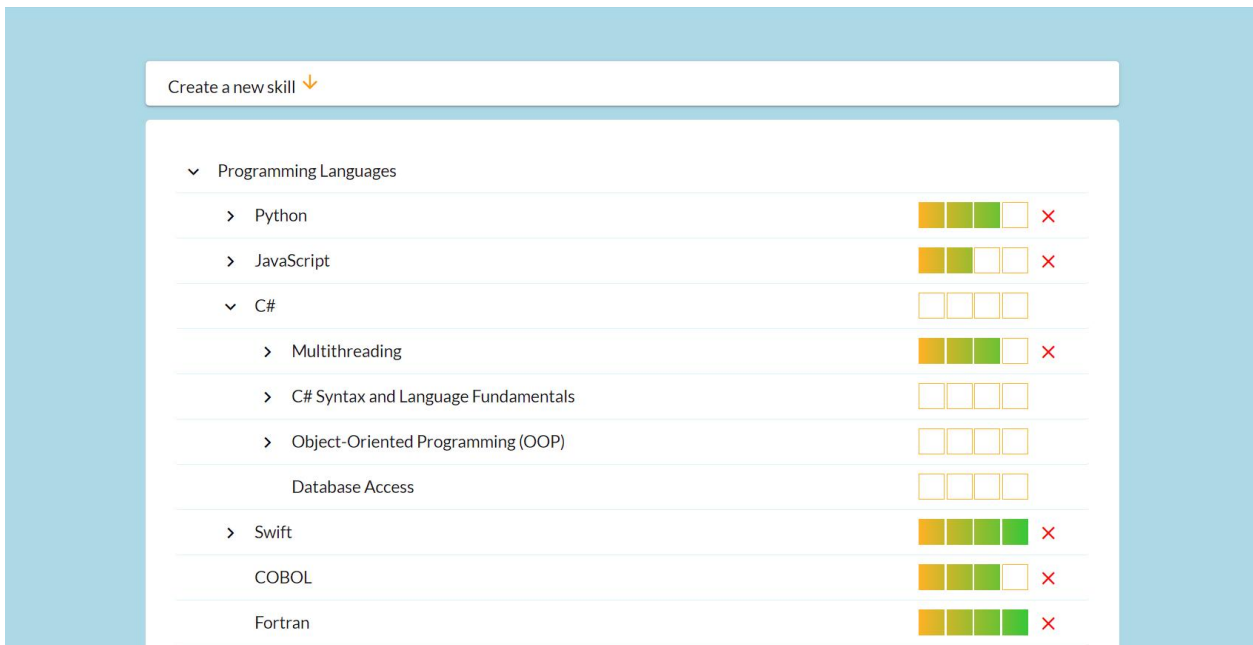 Create a new skill
Programming Languages
Python
JavaScript
C#
Multithreading
C# Syntax and Language Fundamentals
Object-Oriented Programming (OOP)
Database Access
Swift
COBOL
Fortran